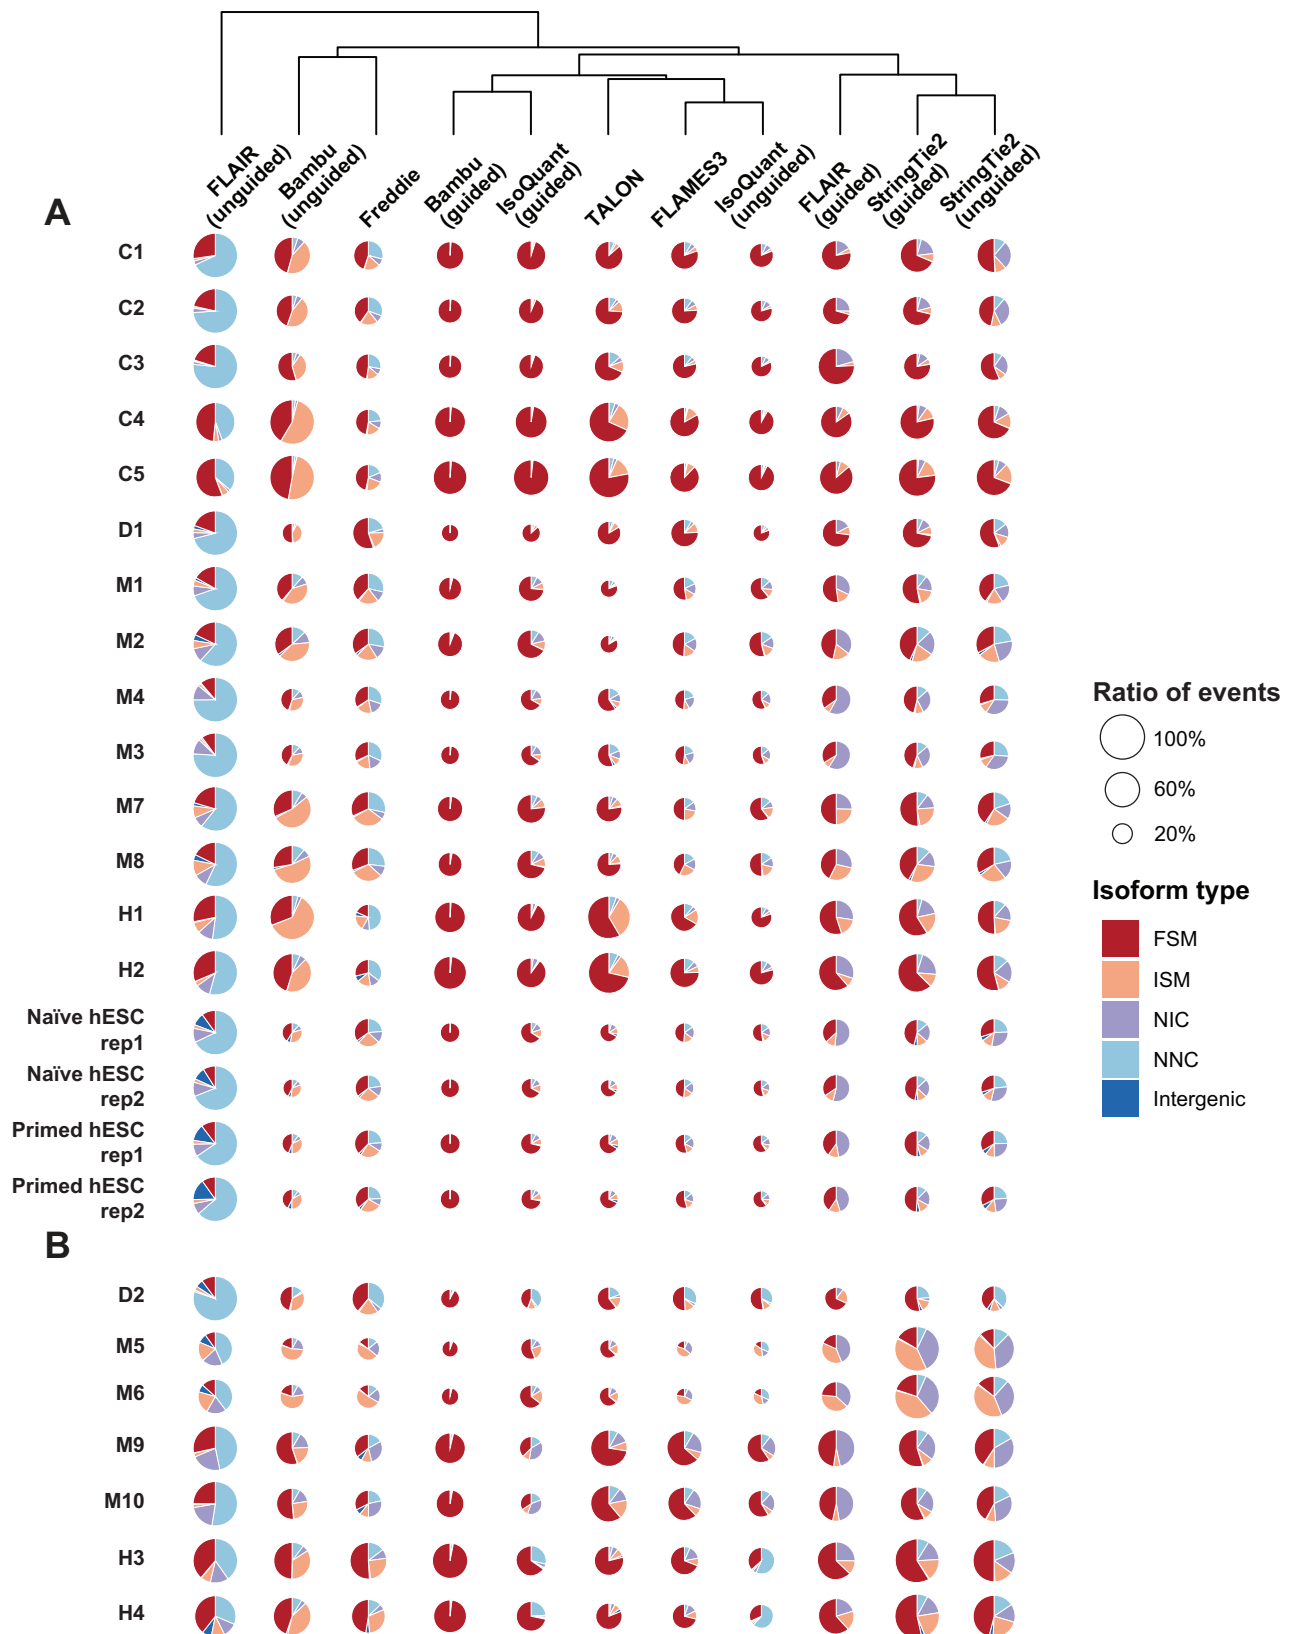 FLAIR
(unguided)
Bambu
(unguided)
Freddie
Bambu
(guided)
IsoQuant
(guided)
TALON
FLAMES3
IsoQuant
(unguided)
FLAIR
(guided)
StringTie2
(guided)
StringTie2
(unguided)
A
C1
C2
C3
C4
C5
D1
M1
M2
M4
M3
M7
M8
H1
H2
Naïve hESC
rep1
Naïve hESC
rep2
Primed hESC
rep1
Primed hESC
rep2
B
D2
M5
M6
M9
M10
H3
H4
Ratio of events
100%
60%
20%
Isoform type
FSM
ISM
NIC
NNC
Intergenic